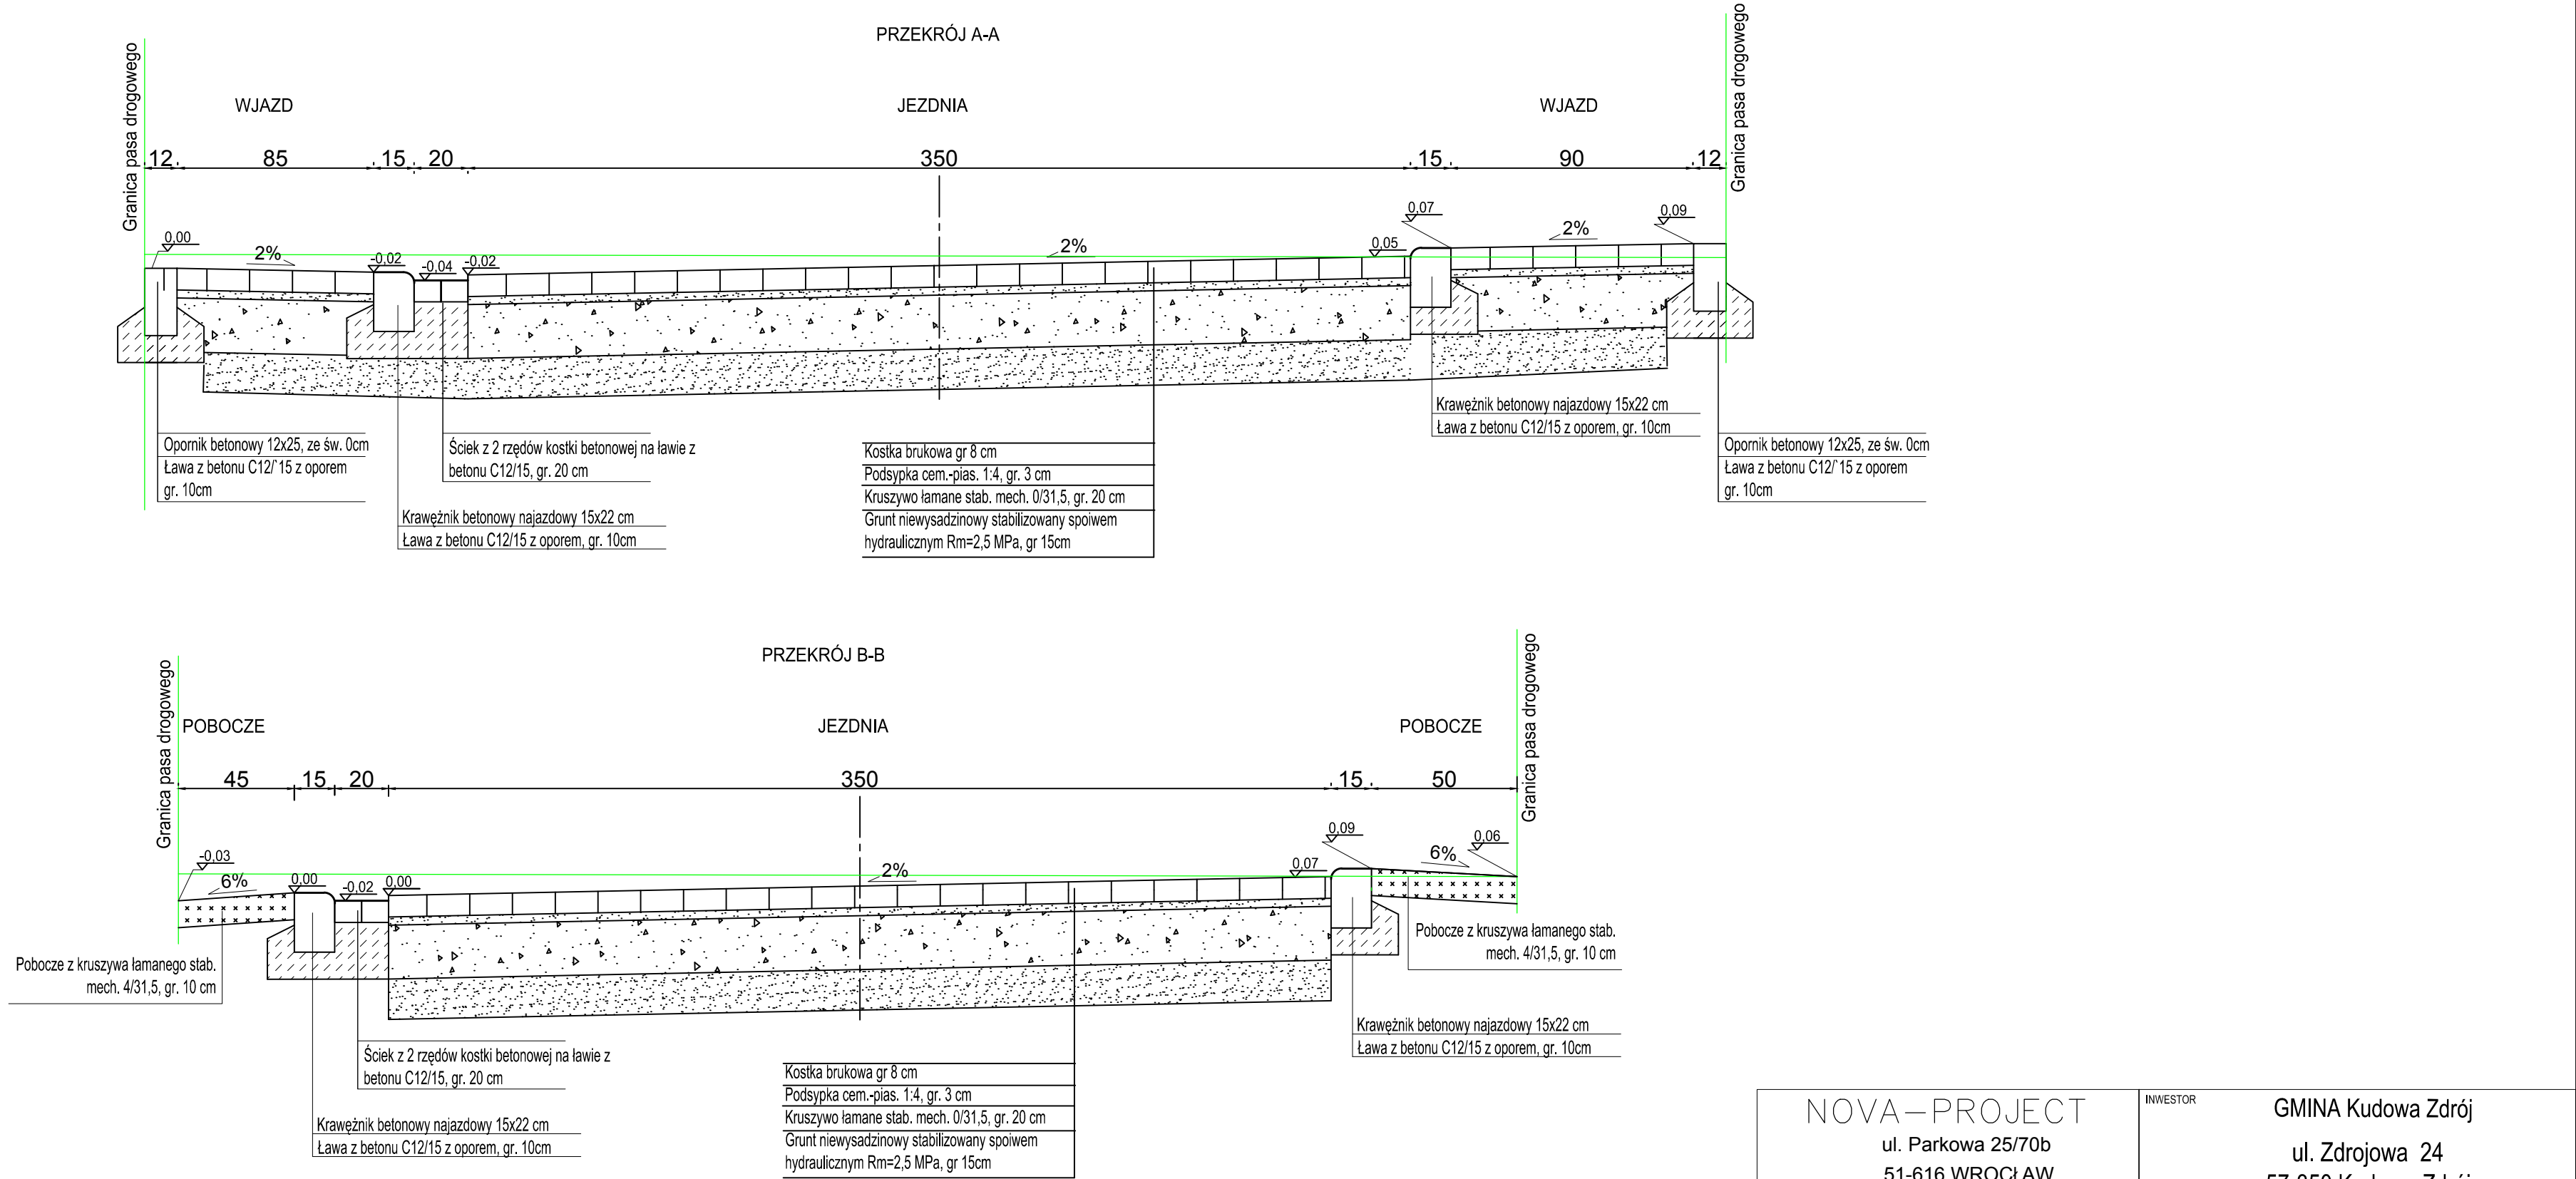 PRZEKRÓJ A-A
Granica pasa drogowego
WJAZD
JEZDNIA
WJAZD
Granica pasa drogowego
12 85 15 20 350 15 90 12
0,00
2%
-0,02
-0,04
-0,02
2%
0,05
0,07
2%
0,09
Opornik betonowy 12x25, ze św. 0cm
Ława z betonu C12/`15 z oporem
gr. 10cm
Krawężnik betonowy najazdowy 15x22 cm
Ława z betonu C12/15 z oporem, gr. 10cm
Ściek z 2 rzędów kostki betonowej na ławie z
betonu C12/15, gr. 20 cm
Kostka brukowa gr 8 cm
Podsypka cem.-pias. 1:4, gr. 3 cm
Kruszywo łamane stab. mech. 0/31,5, gr. 20 cm
Grunt niewysadzinowy stabilizowany spoiwem
hydraulicznym Rm=2,5 MPa, gr 15cm
Krawężnik betonowy najazdowy 15x22 cm
Ława z betonu C12/15 z oporem, gr. 10cm
Opornik betonowy 12x25, ze św. 0cm
Ława z betonu C12/`15 z oporem
gr. 10cm
PRZEKRÓJ B-B
Granica pasa drogowego
POBOCZE
JEZDNIA
POBOCZE
Granica pasa drogowego
45 15 20 350 15 50
-0,03
6%
0,00
-0,02
0,00
2%
0,07
0,09
6%
0,06
Pobocze z kruszywa łamanego stab.
mech. 4/31,5, gr. 10 cm
Krawężnik betonowy najazdowy 15x22 cm
Ława z betonu C12/15 z oporem, gr. 10cm
Ściek z 2 rzędów kostki betonowej na ławie z
betonu C12/15, gr. 20 cm
Kostka brukowa gr 8 cm
Podsypka cem.-pias. 1:4, gr. 3 cm
Kruszywo łamane stab. mech. 0/31,5, gr. 20 cm
Grunt niewysadzinowy stabilizowany spoiwem
hydraulicznym Rm=2,5 MPa, gr 15cm
Pobocze z kruszywa łamanego stab.
mech. 4/31,5, gr. 10 cm
Krawężnik betonowy najazdowy 15x22 cm
Ława z betonu C12/15 z oporem, gr. 10cm
NOVA-PROJECT
ul. Parkowa 25/70b
51-616 WROCŁAW
INWESTOR
GMINA Kudowa Zdrój
ul. Zdrojowa 24
Kudowa Zdrój